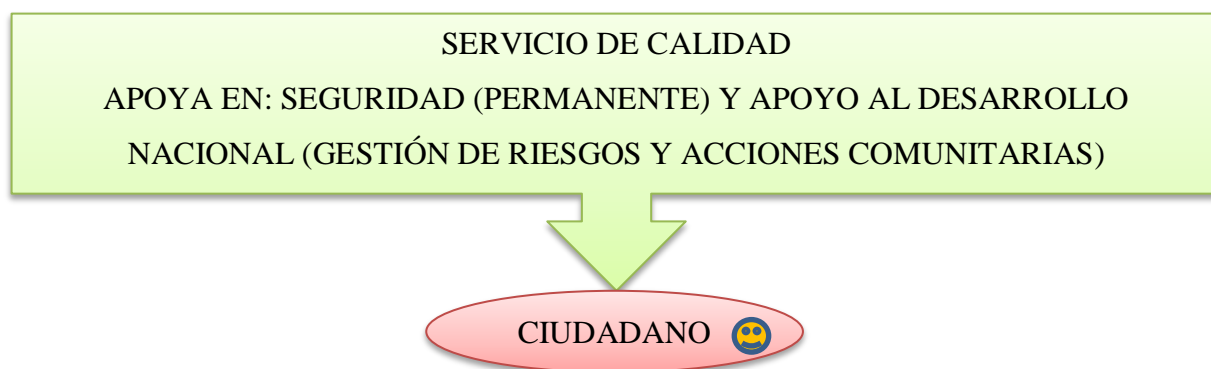 SERVICIO DE CALIDAD
APOYA EN: SEGURIDAD (PERMANENTE) Y APOYO AL DESARROLLO
NACIONAL (GESTIÓN DE RIESGOS Y ACCIONES COMUNITARIAS)
CIUDADANO